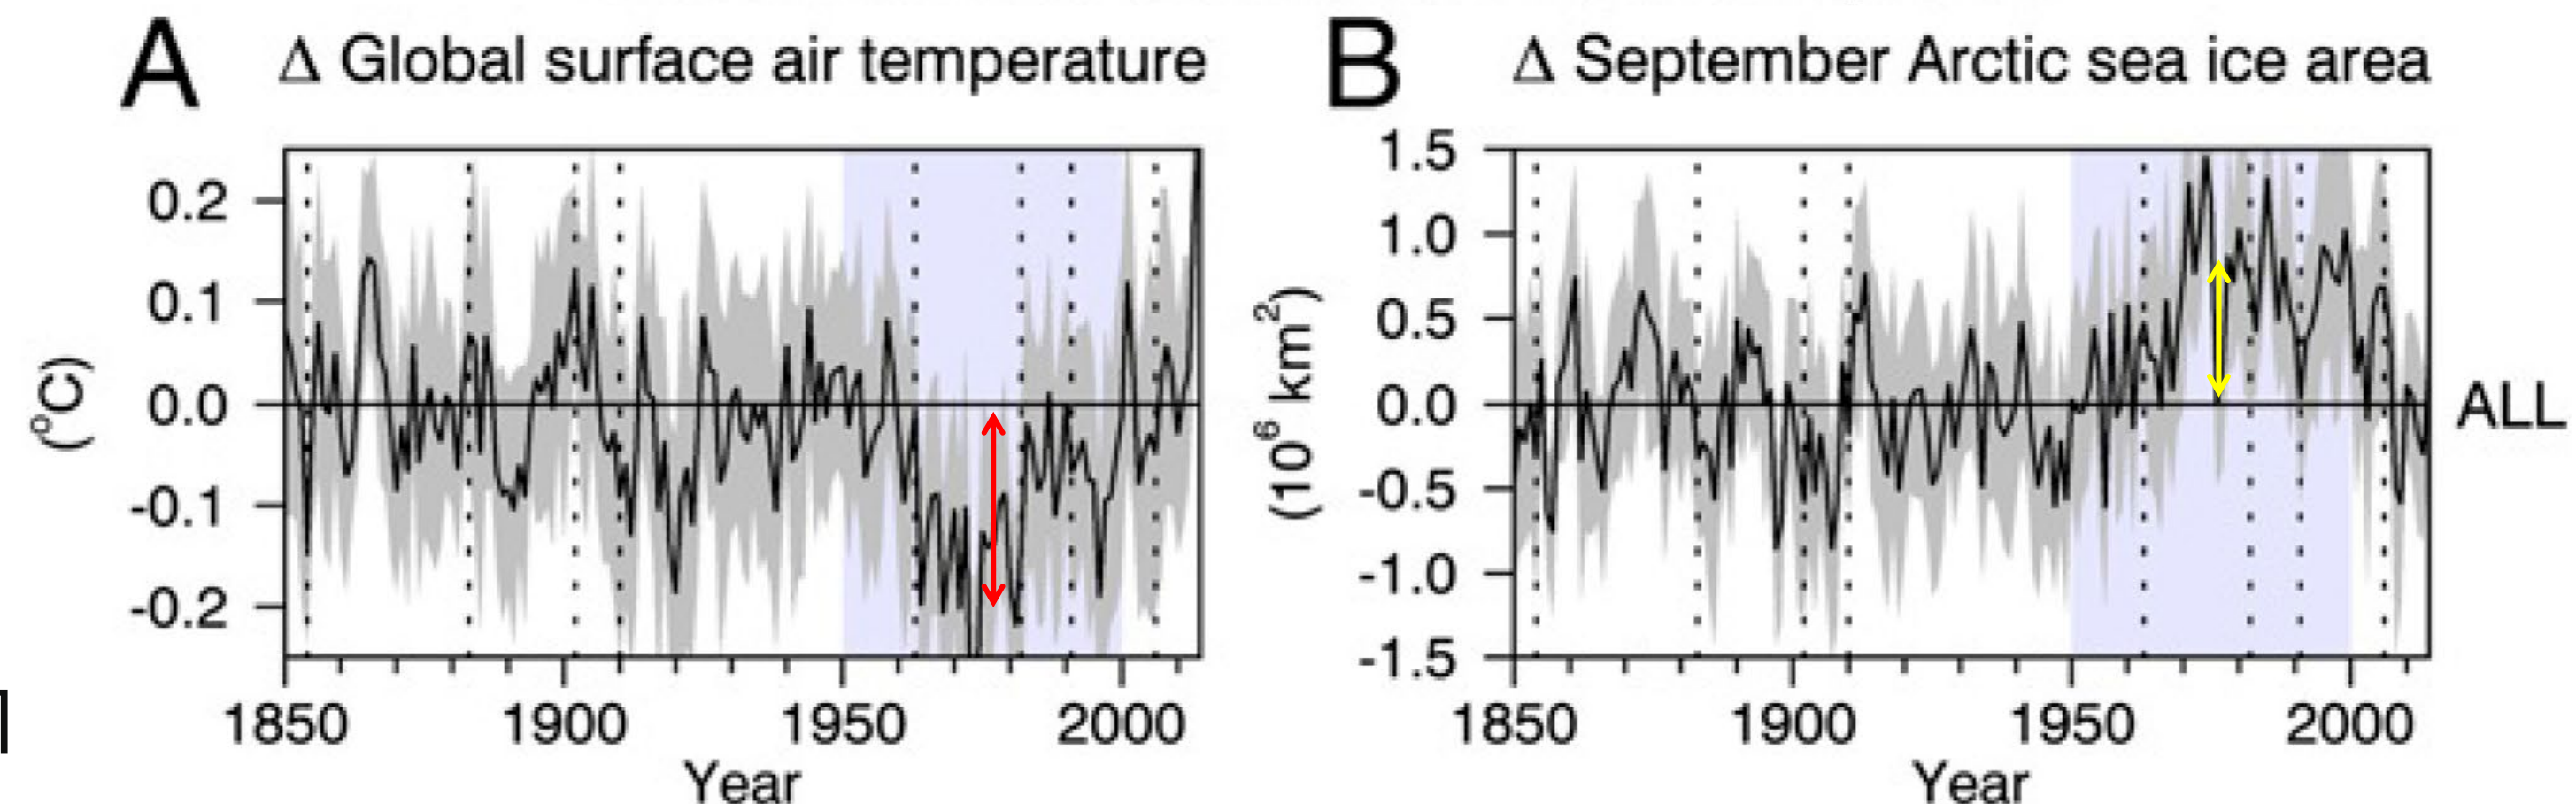 A
Δ Global surface air temperature
(°C)
0.2
0.1
0.0
-0.1
-0.2
1850
1900
1950
2000
Year
B
Δ September Arctic sea ice area
(10⁶ km²)
1.5
1.0
0.5
0.0
-0.5
-1.0
-1.5
1850
1900
1950
2000
Year
ALL